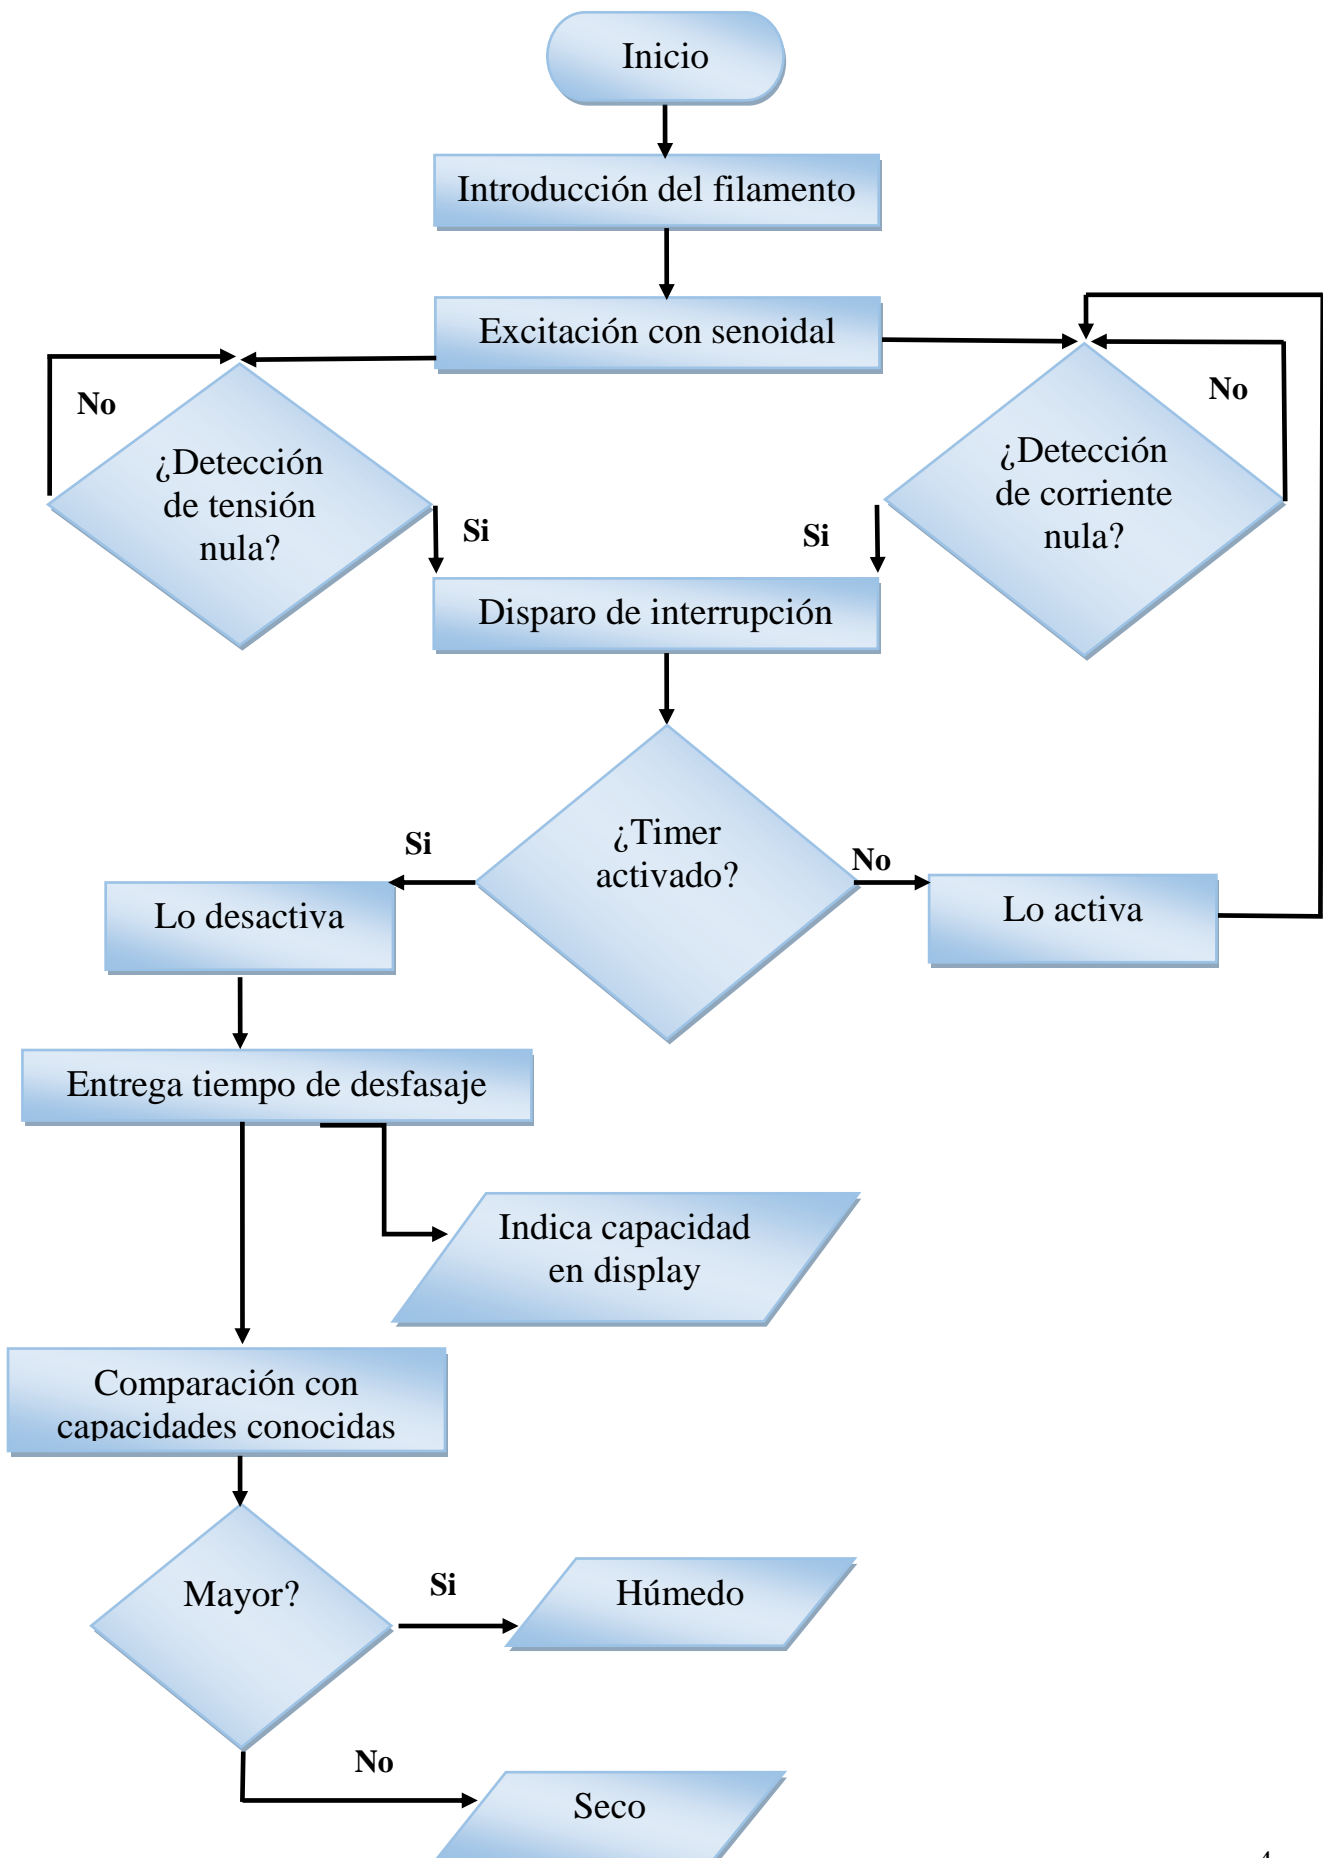 Inicio
Introducción del filamento
Excitación con senoidal
No
No
¿Detección
de tensión
nula?
¿Detección
de corriente
nula?
Si
Si
Disparo de interrupción
¿Timer
activado?
Si
No
Lo desactiva
Lo activa
Entrega tiempo de desfasaje
Indica capacidad
en display
Comparación con
capacidades conocidas
Mayor?
Si
Húmedo
No
Seco
4